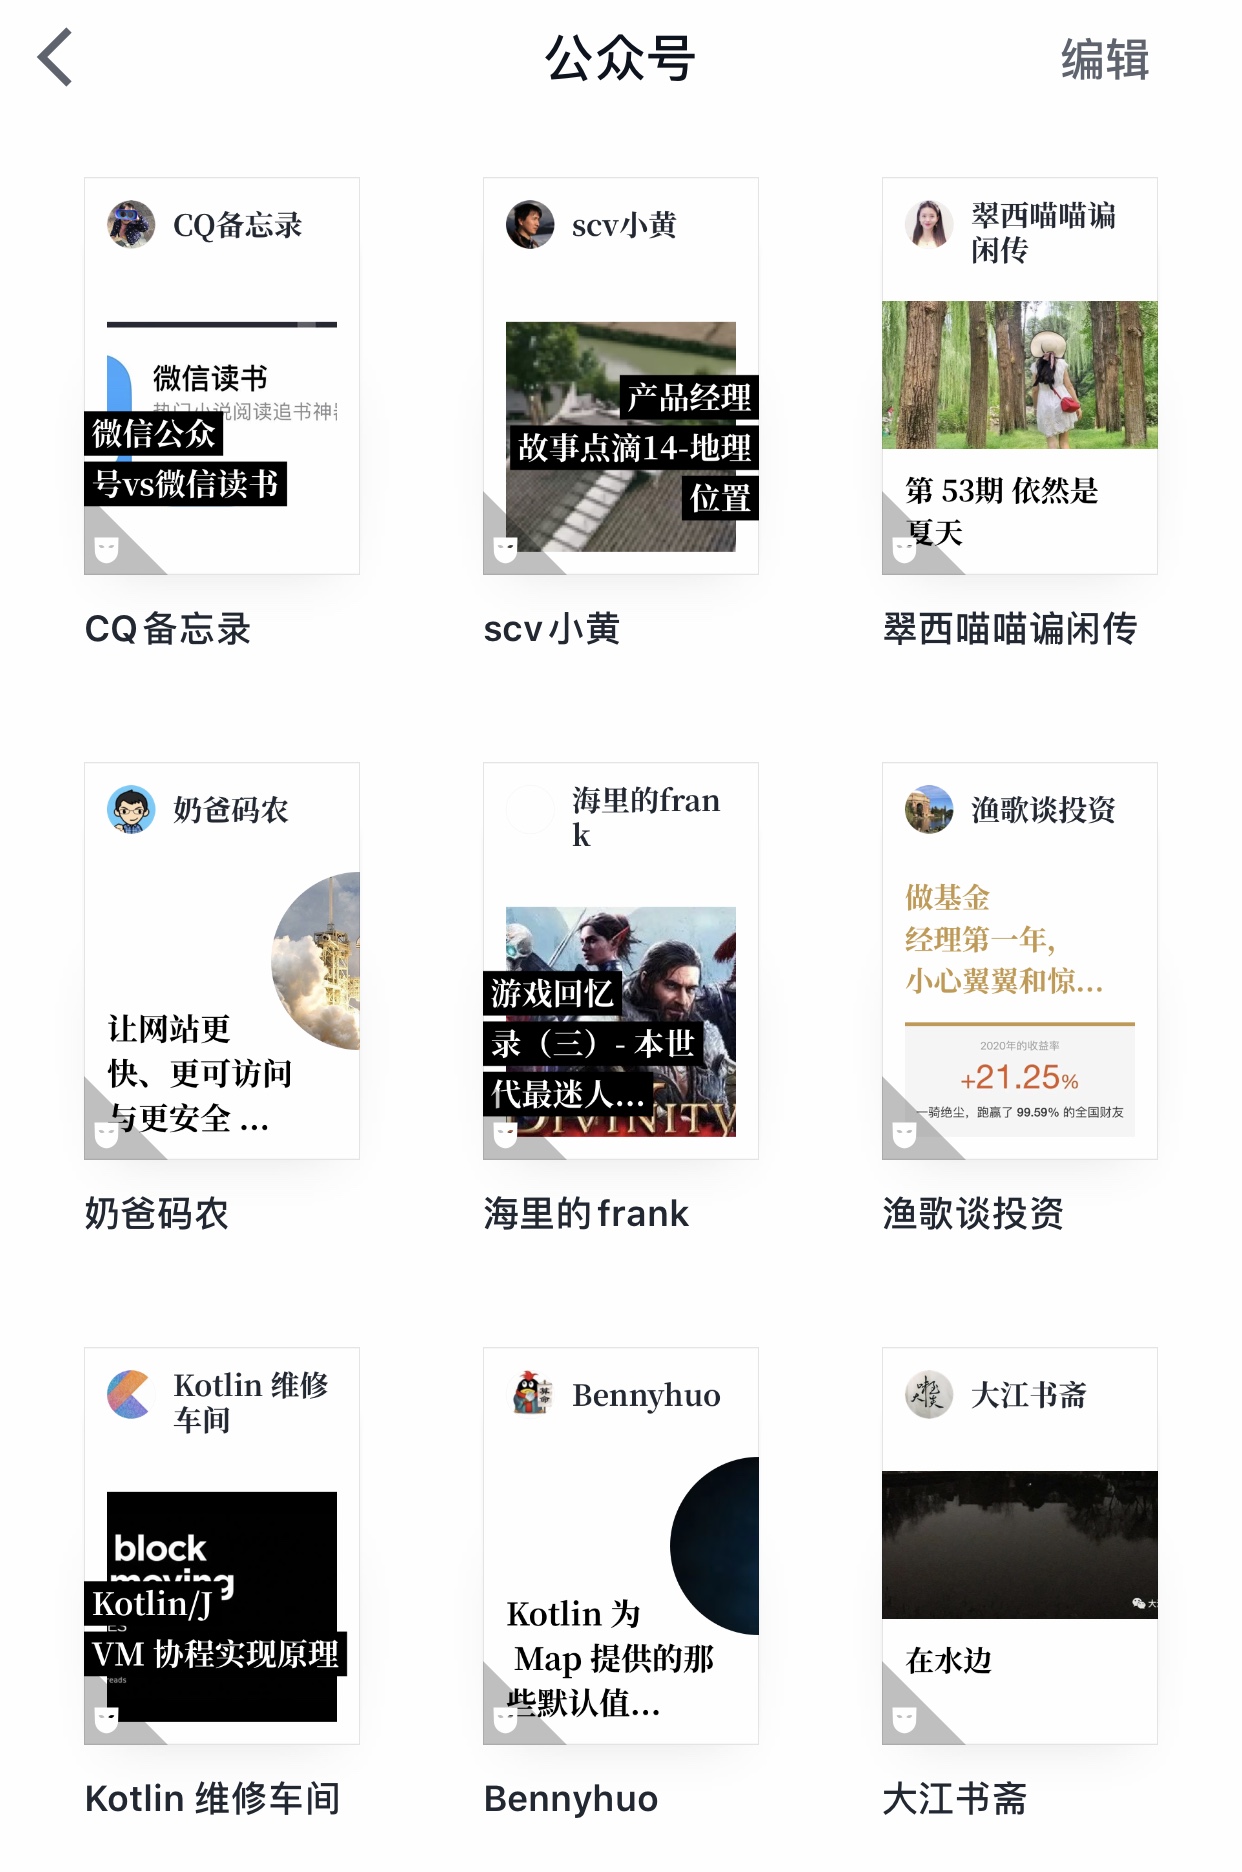 公众号
编辑
CQ备忘录
微信读书
热门小说阅读追书神
微信公众
号vs微信读书
CQ备忘录
scv小黄
产品经理
故事点滴14-地理
位置
scv小黄
翠西喵喵谝
闲传
第 53期 依然是
夏天
翠西喵喵谝闲传
奶爸码农
让网站更
快、更可访问
与更安全 ...
奶爸码农
海里的fran
k
游戏回忆
录（三）- 本世
代最迷人...
DIVINITY
海里的frank
渔歌谈投资
做基金
经理第一年，
小心翼翼和惊...
2020年的收益率
+21.25%
一骑绝尘，跑赢了 99.59% 的全国财友
渔歌谈投资
Kotlin 维修
车间
block
moving
Kotlin/J
VM 协程实现原理
reads
Kotlin 维修车间
Bennyhuo
Kotlin 为
Map 提供的那
些默认值...
Bennyhuo
大江书斋
大
在水边
大江书斋